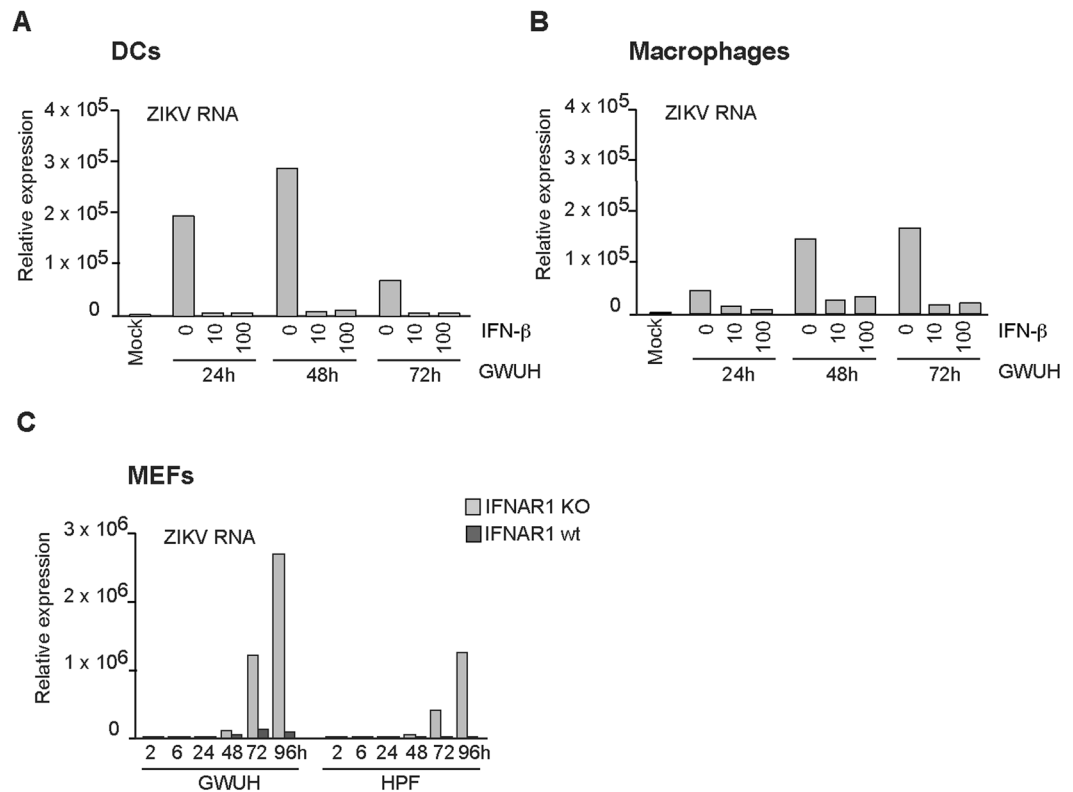 A
DCs
ZIKV RNA
Relative expression
4 x 10⁵
3 x 10⁵
2 x 10⁵
1 x 10⁵
0
Mock 0 10 100 0 10 100 0 10 100 IFN-β
24h 48h 72h GWUH
B
Macrophages
ZIKV RNA
Relative expression
4 x 10⁵
3 x 10⁵
2 x 10⁵
1 x 10⁵
0
Mock 0 10 100 0 10 100 0 10 100 IFN-β
24h 48h 72h GWUH
C
MEFs
IFNAR1 KO
IFNAR1 wt
ZIKV RNA
Relative expression
3 x 10⁶
2 x 10⁶
1 x 10⁶
0
2 6 24 48 72 96h 2 6 24 48 72 96h
GWUH HPF